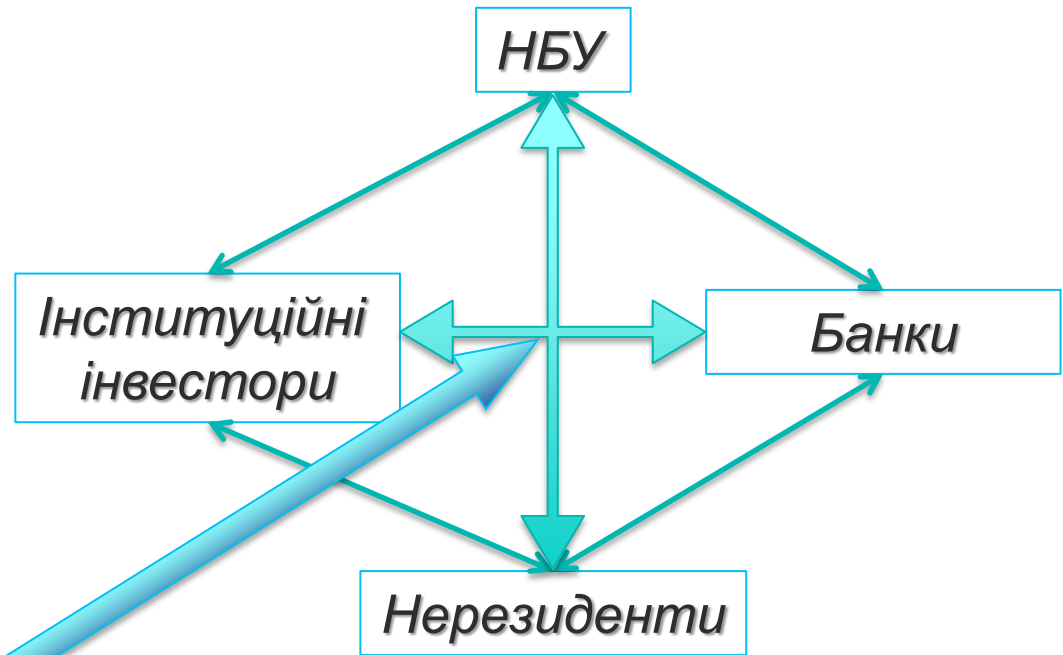 НБУ
Інституційні
інвестори
Банки
Нерезиденти